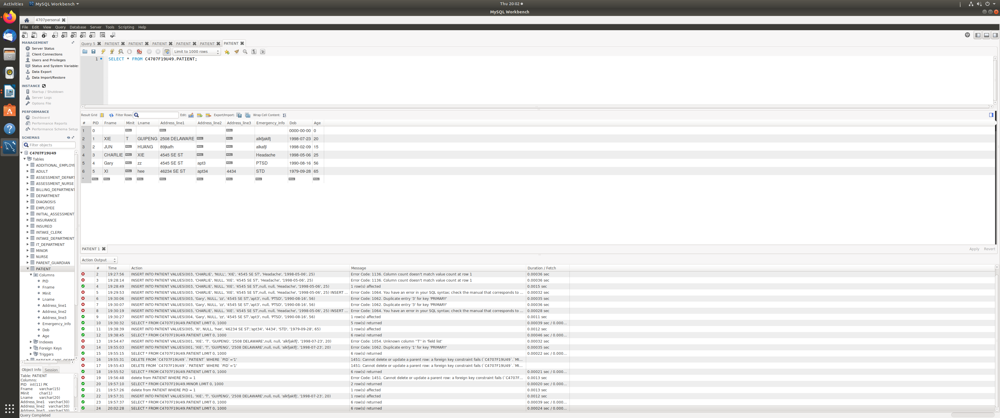 Activities MySQL Workbench Thu 20:02
MySQL Workbench
4707personal
File Edit View Query Database Server Tools Scripting Help
MANAGEMENT
Server Status
Client Connections
Users and Privileges
Status and System Variables
Data Export
Data Import/Restore
INSTANCE
Startup / Shutdown
Server Logs
Options File
PERFORMANCE
Dashboard
Performance Reports
Performance Schema Setup
SCHEMAS
Filter objects
C4707F19U49
Tables
ADDITIONAL_EMPLOYE
ADULT
ASSESSMENT_DEPART
ASSESSMENT_NURSE
BILLING_DEPARTMENT
DEPARTMENT
DIAGNOSIS
EMPLOYEE
INITIAL_ASSESSMENT
INSURANCE
INSURED
INTAKE_CLERK
INTAKE_DEPARTMENT
IT_DEPARTMENT
MINOR
NURSE
PARENT_GUARDIAN
PATIENT
Columns
PID
Fname
Minit
Lname
Address_line1
Address_line2
Address_line3
Emergency_info
Dob
Age
Indexes
Foreign Keys
Triggers
PATIENT_CARE_DEPAR
Object Info Session
Table: PATIENT
Columns:
PID int(11) PK
Fname varchar(15)
Minit char(1)
Lname varchar(20)
Address_line1 varchar(30)
Address_line2 varchar(30)
Address_line3 varchar(30)
Query Completed
Query 5 PATIENT PATIENT PATIENT PATIENT PATIENT PATIENT
Limit to 1000 rows
1 SELECT * FROM C4707F19U49.PATIENT;
Result Grid Filter Rows: Edit: Export/Import: Wrap Cell Content:
# PID Fname Minit Lname Address_line1 Address_line2 Address_line3 Emergency_info Dob Age
1 0 NULL NULL NULL 0000-00-00 0
2 1 XIE T GUIPENG 2508 DELAWARE NULL NULL alkfjaklfj 1998-07-23 20
3 2 JUN NULL HUANG 89jkafh NULL NULL alkafjl 1998-02-09 15
4 3 CHARLIE NULL XIE 4545 SE ST NULL NULL Headache 1998-05-06 25
5 4 Gary NULL zz 4545 SE ST apt3 NULL PTSD 1990-08-16 56
6 5 XI NULL hee 46234 SE ST apt34 4434 STD 1979-09-28 65
* NULL NULL NULL NULL NULL NULL NULL NULL NULL NULL
PATIENT 1 Apply Revert
Action Output
# Time Action Message Duration / Fetch
2 19:27:56 INSERT INTO PATIENT VALUES(003, 'CHARLIE', 'NULL', 'XIE', '4545 SE ST', 'Headache', '1998-05-06', 25) Error Code: 1136. Column count doesn't match value count at row 1 0.00036 sec
3 19:28:14 INSERT INTO PATIENT VALUES(003, 'CHARLIE', NULL, 'XIE', '4545 SE ST', 'Headache', '1998-05-06', 25) Error Code: 1136. Column count doesn't match value count at row 1 0.00036 sec
4 19:28:49 INSERT INTO PATIENT VALUES(003, 'CHARLIE', NULL, 'XIE', '4545 SE ST',null, null, 'Headache', '1998-05-06', 25) 1 row(s) affected 0.0015 sec
5 19:29:53 INSERT INTO PATIENT VALUES(003, 'CHARLIE', NULL, 'XIE', '4545 SE ST',null, null, 'Headache', '1998-05-06', 25) INSERT ... Error Code: 1064. You have an error in your SQL syntax; check the manual that corresponds to ... 0.00032 sec
6 19:30:06 INSERT INTO PATIENT VALUES(003, 'Gary', NULL, 'zz', '4545 SE ST','apt3', null, 'PTSD', '1990-08-16', 56) Error Code: 1062. Duplicate entry '3' for key 'PRIMARY' 0.00035 sec
7 19:30:07 INSERT INTO PATIENT VALUES(003, 'Gary', NULL, 'zz', '4545 SE ST','apt3', null, 'PTSD', '1990-08-16', 56) Error Code: 1062. Duplicate entry '3' for key 'PRIMARY' 0.00036 sec
8 19:30:19 INSERT INTO PATIENT VALUES(003, 'CHARLIE', NULL, 'XIE', '4545 SE ST',null, null, 'Headache', '1998-05-06', 25) INSERT ... Error Code: 1064. You have an error in your SQL syntax; check the manual that corresponds to ... 0.00028 sec
9 19:30:27 INSERT INTO PATIENT VALUES(004, 'Gary', NULL, 'zz', '4545 SE ST','apt3', null, 'PTSD', '1990-08-16', 56) 1 row(s) affected 0.0011 sec
10 19:30:32 SELECT * FROM C4707F19U49.PATIENT LIMIT 0, 1000 5 row(s) returned 0.00039 sec / 0.000...
11 19:38:39 INSERT INTO PATIENT VALUES(005, 'XI', NULL, 'hee', '46234 SE ST','apt34', '4434', 'STD', '1979-09-28', 65) 1 row(s) affected 0.0012 sec
12 19:38:45 SELECT * FROM C4707F19U49.PATIENT LIMIT 0, 1000 6 row(s) returned 0.00046 sec / 0.000...
13 19:54:47 INSERT INTO PATIENT VALUES(001, 'XIE', 'T', 'GUIPENG', '2508 DELAWARE',null, null, 'alkfjaklfj', '1998-07-23', 20) Error Code: 1054. Unknown column ''T'' in 'field list' 0.00032 sec
14 19:55:03 INSERT INTO PATIENT VALUES(001, 'XIE', 'T', 'GUIPENG', '2508 DELAWARE',null, null, 'alkfjaklfj', '1998-07-23', 20) Error Code: 1062. Duplicate entry '1' for key 'PRIMARY' 0.00035 sec
15 19:55:15 SELECT * FROM C4707F19U49.PATIENT LIMIT 0, 1000 6 row(s) returned 0.00022 sec / 0.000...
16 19:55:31 DELETE FROM `C4707F19U49`.`PATIENT` WHERE `PID`='1' 1451: Cannot delete or update a parent row: a foreign key constraint fails (`C4707F19U49`.`MI...
17 19:55:43 DELETE FROM `C4707F19U49`.`PATIENT` WHERE `PID`='1' 1451: Cannot delete or update a parent row: a foreign key constraint fails (`C4707F19U49`.`MI...
18 19:55:52 SELECT * FROM C4707F19U49.PATIENT LIMIT 0, 1000 6 row(s) returned 0.00021 sec / 0.000...
19 19:56:48 delete from PATIENT WHERE PID = 1 Error Code: 1451. Cannot delete or update a parent row: a foreign key constraint fails (`C4707F... 0.0013 sec
20 19:57:10 SELECT * FROM C4707F19U49.MINOR LIMIT 0, 1000 2 row(s) returned 0.00020 sec / 0.000...
21 19:57:26 delete from PATIENT WHERE PID = 1 1 row(s) affected 0.0013 sec
22 19:57:31 INSERT INTO PATIENT VALUES(001, 'XIE', 'T', 'GUIPENG', '2508 DELAWARE',null, null, 'alkfjaklfj', '1998-07-23', 20) 1 row(s) affected 0.0012 sec
23 19:57:37 SELECT * FROM C4707F19U49.PATIENT LIMIT 0, 1000 6 row(s) returned 0.00039 sec / 0.000...
24 20:02:28 SELECT * FROM C4707F19U49.PATIENT LIMIT 0, 1000 6 row(s) returned 0.00024 sec / 0.000...